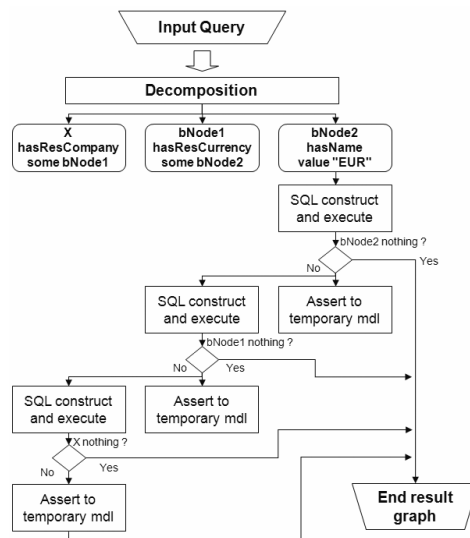 Input Query
Decomposition
X
hasResCompany
some bNode1
bNode1
hasResCurrency
some bNode2
bNode2
hasName
value "EUR"
SQL construct
and execute
bNode2 nothing ?
No
Yes
SQL construct
and execute
Assert to
temporary mdl
bNode1 nothing ?
No
Yes
SQL construct
and execute
Assert to
temporary mdl
X nothing ?
No
Yes
Assert to
temporary mdl
End result
graph